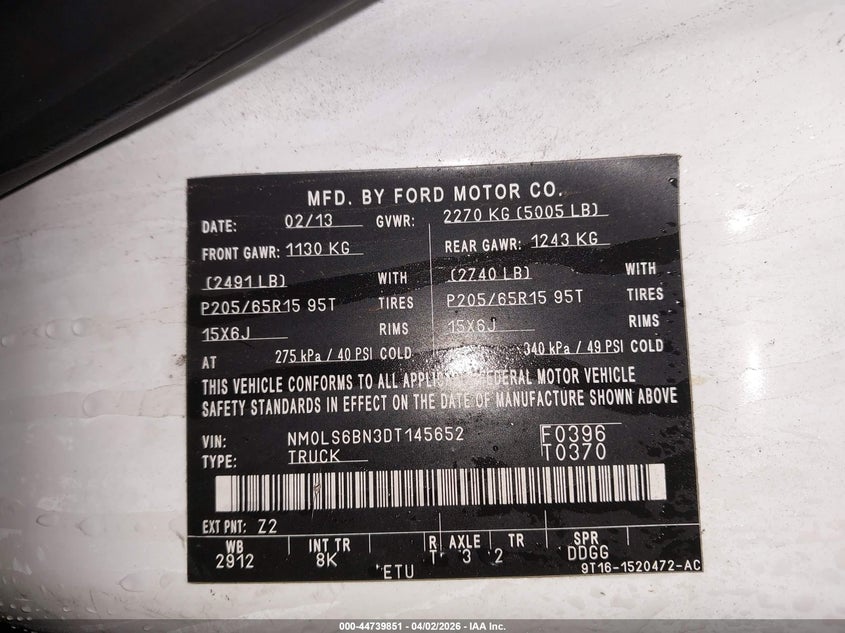 MFD. BY FORD MOTOR CO.
DATE: 02/13 GVWR: 2270 KG (5005 LB)
FRONT GAWR: 1130 KG REAR GAWR: 1243 KG
(2491 LB) WITH (2740 LB) WITH
P205/65R15 95T TIRES P205/65R15 95T TIRES
15X6J RIMS 15X6J RIMS
AT 275 kPa / 40 PSI COLD 340 kPa / 49 PSI COLD
THIS VEHICLE CONFORMS TO ALL FEDERAL MOTOR VEHICLE
SAFETY STANDARDS IN EFFECT ON THE DATE OF MANUFACTURE SHOWN ABOVE
VIN: NM0LS6BN3DT145652 F0396
TYPE: TRUCK T0370
EXT PNT: Z2
WB INT TR R AXLE TR SPR
2912 8K T 3 2 DDGG
ETU 9T16-1520472-AC
000-44739851 - 04/02/2026 - IAA Inc.